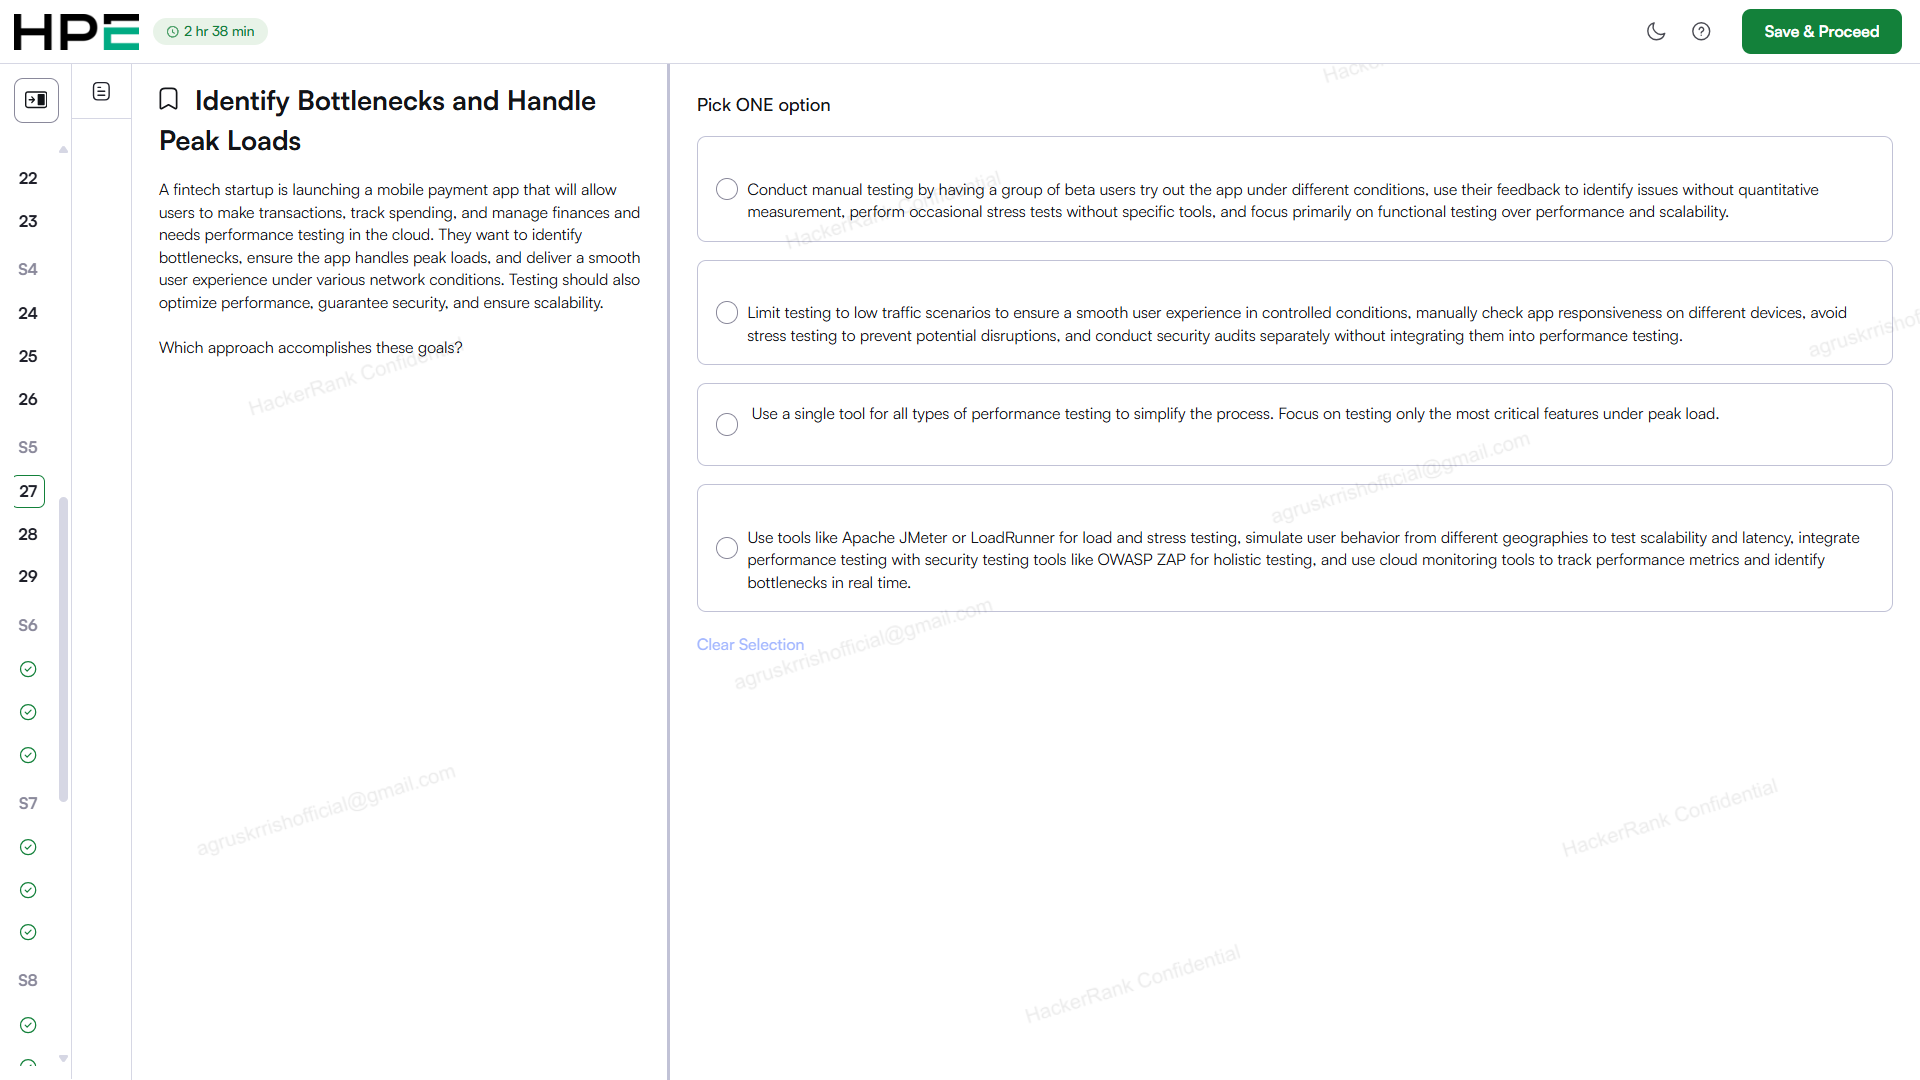 HPE
2 hr 38 min
Save & Proceed
22
23
S4
24
25
26
S5
27
28
29
S6
S7
S8
Identify Bottlenecks and Handle
Peak Loads
A fintech startup is launching a mobile payment app that will allow
users to make transactions, track spending, and manage finances and
needs performance testing in the cloud. They want to identify
bottlenecks, ensure the app handles peak loads, and deliver a smooth
user experience under various network conditions. Testing should also
optimize performance, guarantee security, and ensure scalability.
Which approach accomplishes these goals?
Pick ONE option
Conduct manual testing by having a group of beta users try out the app under different conditions, use their feedback to identify issues without quantitative
measurement, perform occasional stress tests without specific tools, and focus primarily on functional testing over performance and scalability.
Limit testing to low traffic scenarios to ensure a smooth user experience in controlled conditions, manually check app responsiveness on different devices, avoid
stress testing to prevent potential disruptions, and conduct security audits separately without integrating them into performance testing.
Use a single tool for all types of performance testing to simplify the process. Focus on testing only the most critical features under peak load.
Use tools like Apache JMeter or LoadRunner for load and stress testing, simulate user behavior from different geographies to test scalability and latency, integrate
performance testing with security testing tools like OWASP ZAP for holistic testing, and use cloud monitoring tools to track performance metrics and identify
bottlenecks in real time.
Clear Selection
HackerRank Confidential
HackerRank Confidential
agruskrrishofficial@gmail.com
agruskrrishofficial@gmail.com
agruskrrishofficial@gmail.com
HackerRank Confidential
HackerRank Confidential